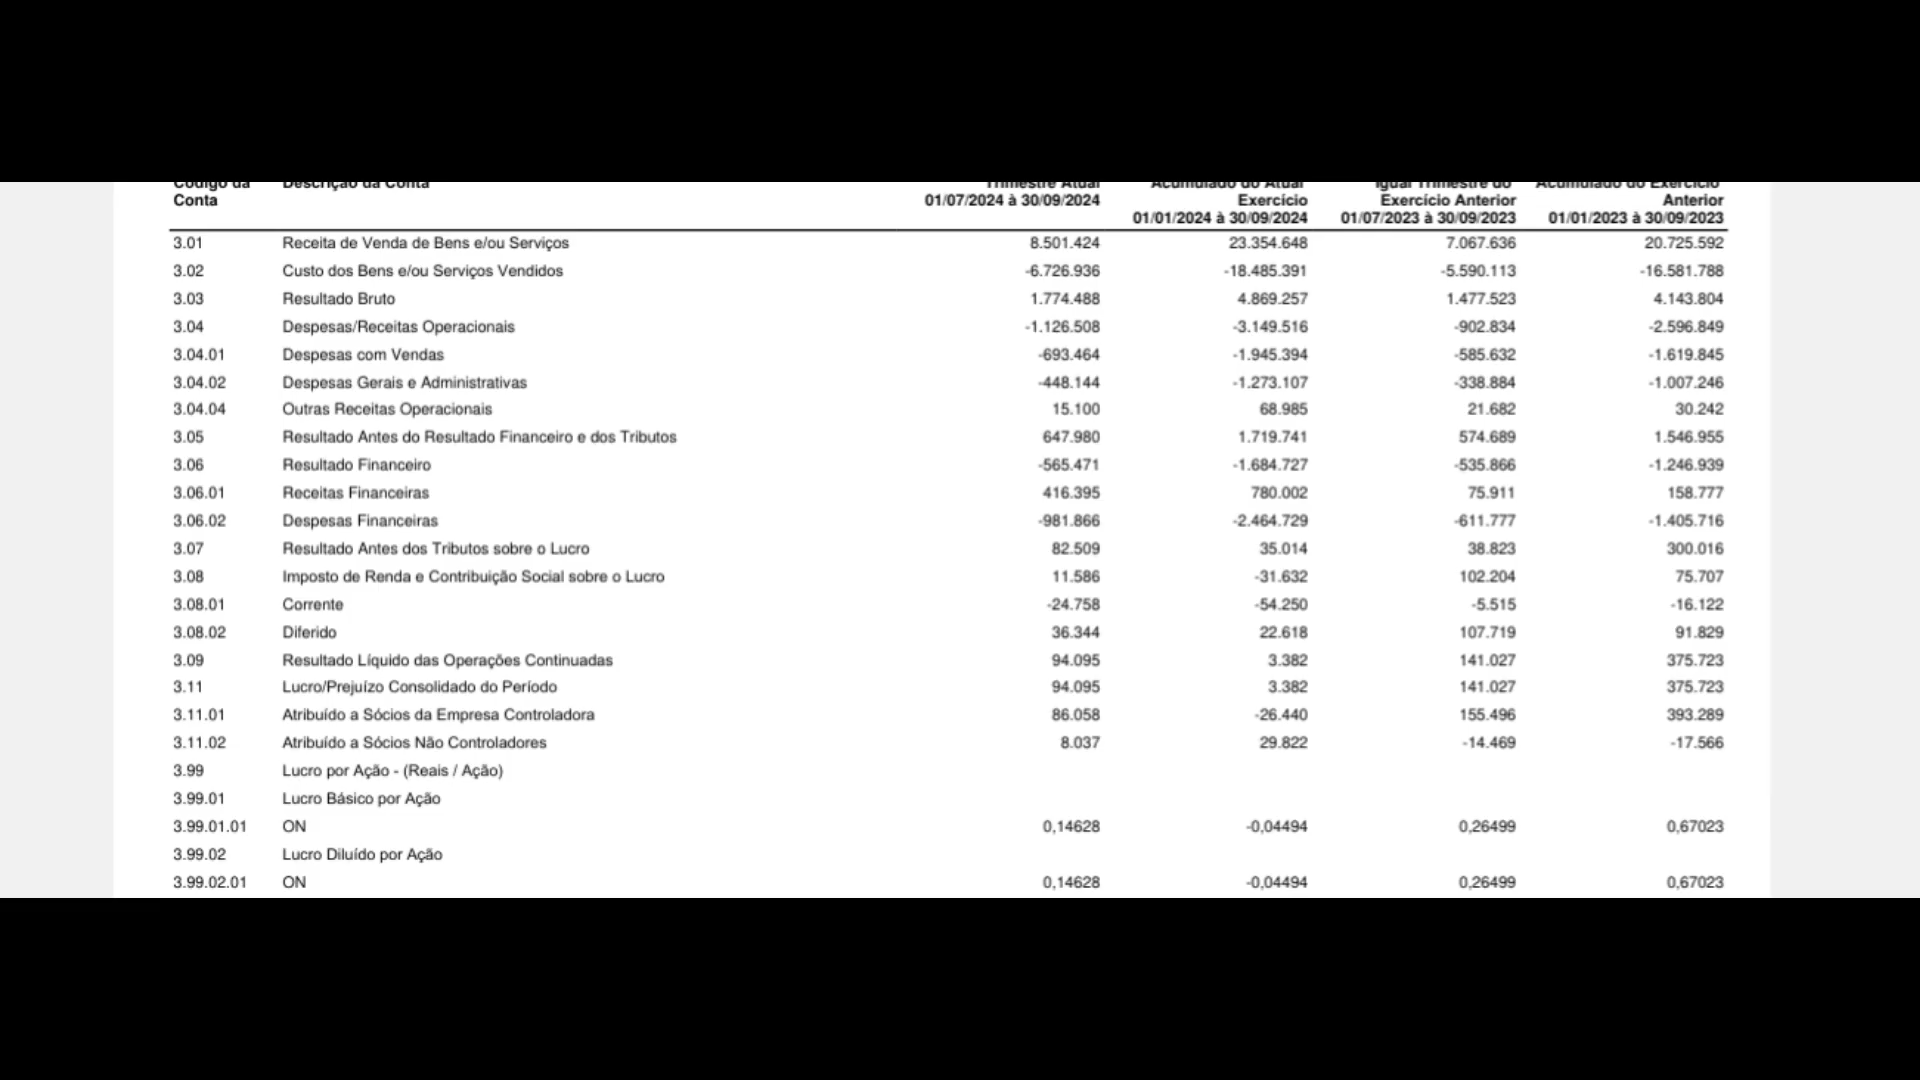 Código da Descrição da Conta Trimestre Atual Acumulado do Atual Igual Trimestre do Acumulado do Exercício
Conta 01/07/2024 à 30/09/2024 Exercício Exercício Anterior Anterior
01/01/2024 à 30/09/2024 01/07/2023 à 30/09/2023 01/01/2023 à 30/09/2023
3.01 Receita de Venda de Bens e/ou Serviços 8.501.424 23.354.648 7.067.636 20.725.592
3.02 Custo dos Bens e/ou Serviços Vendidos -6.726.936 -18.485.391 -5.590.113 -16.581.788
3.03 Resultado Bruto 1.774.488 4.869.257 1.477.523 4.143.804
3.04 Despesas/Receitas Operacionais -1.126.508 -3.149.516 -902.834 -2.596.849
3.04.01 Despesas com Vendas -693.464 -1.945.394 -585.632 -1.619.845
3.04.02 Despesas Gerais e Administrativas -448.144 -1.273.107 -338.884 -1.007.246
3.04.04 Outras Receitas Operacionais 15.100 68.985 21.682 30.242
3.05 Resultado Antes do Resultado Financeiro e dos Tributos 647.980 1.719.741 574.689 1.546.955
3.06 Resultado Financeiro -565.471 -1.684.727 -535.866 -1.246.939
3.06.01 Receitas Financeiras 416.395 780.002 75.911 158.777
3.06.02 Despesas Financeiras -981.866 -2.464.729 -611.777 -1.405.716
3.07 Resultado Antes dos Tributos sobre o Lucro 82.509 35.014 38.823 300.016
3.08 Imposto de Renda e Contribuição Social sobre o Lucro 11.586 -31.632 102.204 75.707
3.08.01 Corrente -24.758 -54.250 -5.515 -16.122
3.08.02 Diferido 36.344 22.618 107.719 91.829
3.09 Resultado Líquido das Operações Continuadas 94.095 3.382 141.027 375.723
3.11 Lucro/Prejuízo Consolidado do Período 94.095 3.382 141.027 375.723
3.11.01 Atribuído a Sócios da Empresa Controladora 86.058 -26.440 155.496 393.289
3.11.02 Atribuído a Sócios Não Controladores 8.037 29.822 -14.469 -17.566
3.99 Lucro por Ação - (Reais / Ação)
3.99.01 Lucro Básico por Ação
3.99.01.01 ON 0,14628 -0,04494 0,26499 0,67023
3.99.02 Lucro Diluído por Ação
3.99.02.01 ON 0,14628 -0,04494 0,26499 0,67023